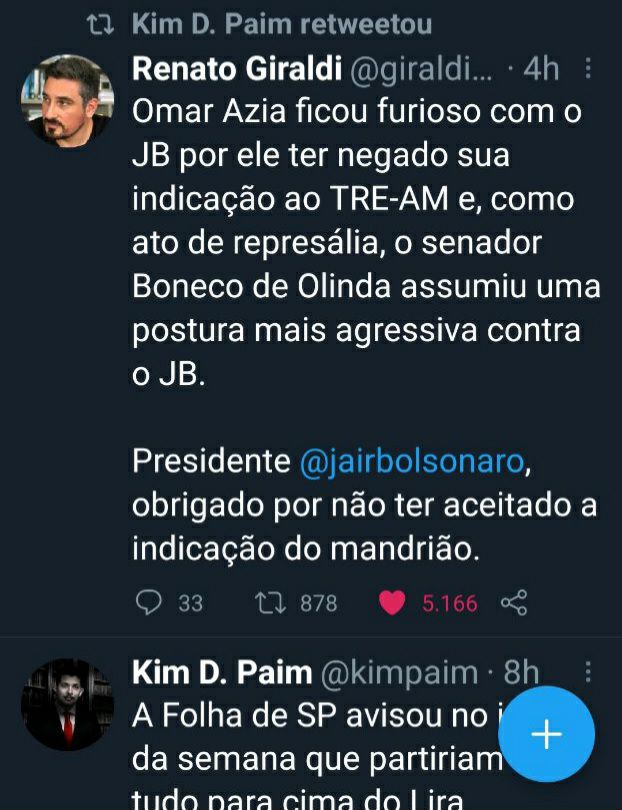 Kim D. Paim retweetou
Renato Giraldi @giraldi... · 4h
Omar Azia ficou furioso com o
JB por ele ter negado sua
indicação ao TRE-AM e, como
ato de represália, o senador
Boneco de Olinda assumiu uma
postura mais agressiva contra
o JB.
Presidente @jairbolsonaro,
obrigado por não ter aceitado a
indicação do mandrião.
33 878 5.166
Kim D. Paim @kimpaim · 8h
A Folha de SP avisou no
da semana que partiriam
tudo para cima do Lira